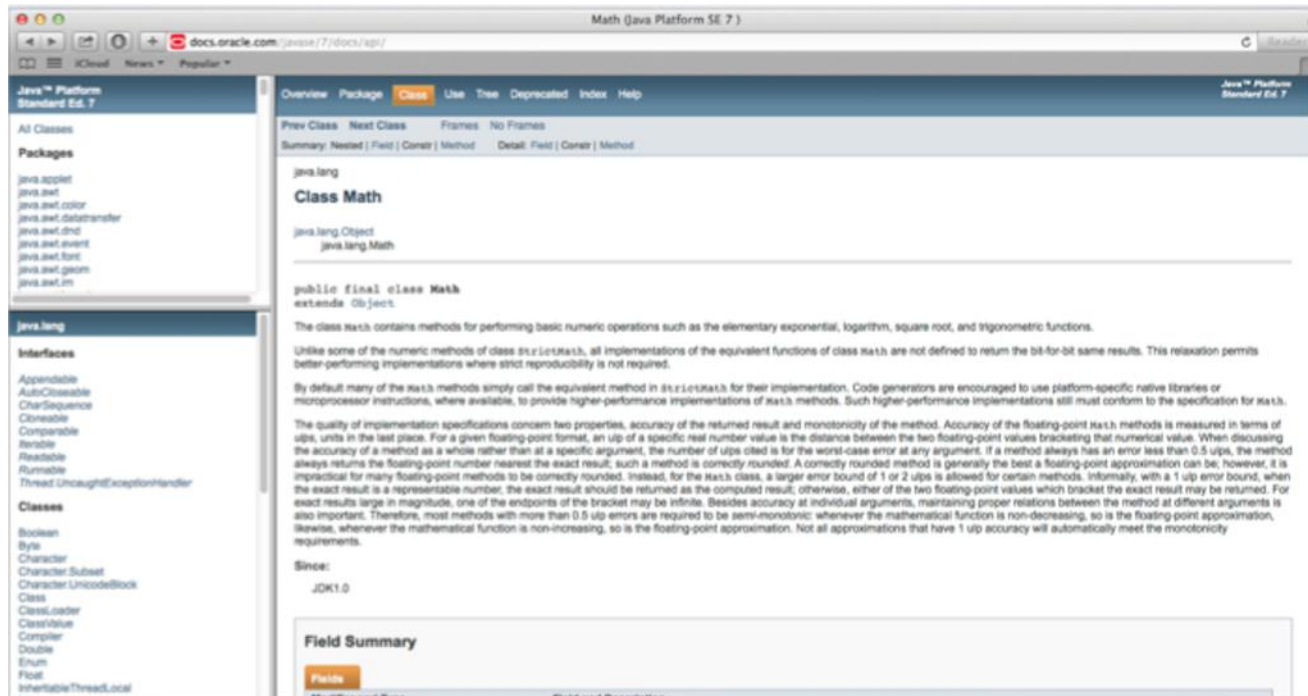 Math (Java Platform SE 7 )
docs.oracle.com/javase/7/docs/api/
Reader
iCloud News Popular
Java™ Platform
Standard Ed. 7
All Classes
Packages
java.applet
java.awt
java.awt.color
java.awt.datatransfer
java.awt.dnd
java.awt.event
java.awt.font
java.awt.geom
java.awt.im
java.lang
Interfaces
Appendable
AutoCloseable
CharSequence
Cloneable
Comparable
Iterable
Readable
Runnable
Thread.UncaughtExceptionHandler
Classes
Boolean
Byte
Character
Character.Subset
Character.UnicodeBlock
Class
ClassLoader
ClassValue
Compiler
Double
Enum
Float
InheritableThreadLocal
Overview Package Class Use Tree Deprecated Index Help
Java™ Platform
Standard Ed. 7
Prev Class Next Class Frames No Frames
Summary: Nested | Field | Constr | Method Detail: Field | Constr | Method
java.lang
Class Math
java.lang.Object
java.lang.Math
public final class Math
extends Object
The class Math contains methods for performing basic numeric operations such as the elementary exponential, logarithm, square root, and trigonometric functions.
Unlike some of the numeric methods of class StrictMath, all implementations of the equivalent functions of class Math are not defined to return the bit-for-bit same results. This relaxation permits
better-performing implementations where strict reproducibility is not required.
By default many of the Math methods simply call the equivalent method in StrictMath for their implementation. Code generators are encouraged to use platform-specific native libraries or
microprocessor instructions, where available, to provide higher-performance implementations of Math methods. Such higher-performance implementations still must conform to the specification for Math.
The quality of implementation specifications concern two properties, accuracy of the returned result and monotonicity of the method. Accuracy of the floating-point Math methods is measured in terms of
ulps, units in the last place. For a given floating-point format, an ulp of a specific real number value is the distance between the two floating-point values bracketing that numerical value. When discussing
the accuracy of a method as a whole rather than at a specific argument, the number of ulps cited is for the worst-case error at any argument. If a method always has an error less than 0.5 ulps, the method
always returns the floating-point number nearest the exact result; such a method is correctly rounded. A correctly rounded method is generally the best a floating-point approximation can be; however, it is
impractical for many floating-point methods to be correctly rounded. Instead, for the Math class, a larger error bound of 1 or 2 ulps is allowed for certain methods. Informally, with a 1 ulp error bound, when
the exact result is a representable number, the exact result should be returned as the computed result; otherwise, either of the two floating-point values which bracket the exact result may be returned. For
exact results large in magnitude, one of the endpoints of the bracket may be infinite. Besides accuracy at individual arguments, maintaining proper relations between the method at different arguments is
also important. Therefore, most methods with more than 0.5 ulp errors are required to be semi-monotonic: whenever the mathematical function is non-decreasing, so is the floating-point approximation,
likewise, whenever the mathematical function is non-increasing, so is the floating-point approximation. Not all approximations that have 1 ulp accuracy will automatically meet the monotonicity
requirements.
Since:
JDK1.0
Field Summary
Fields